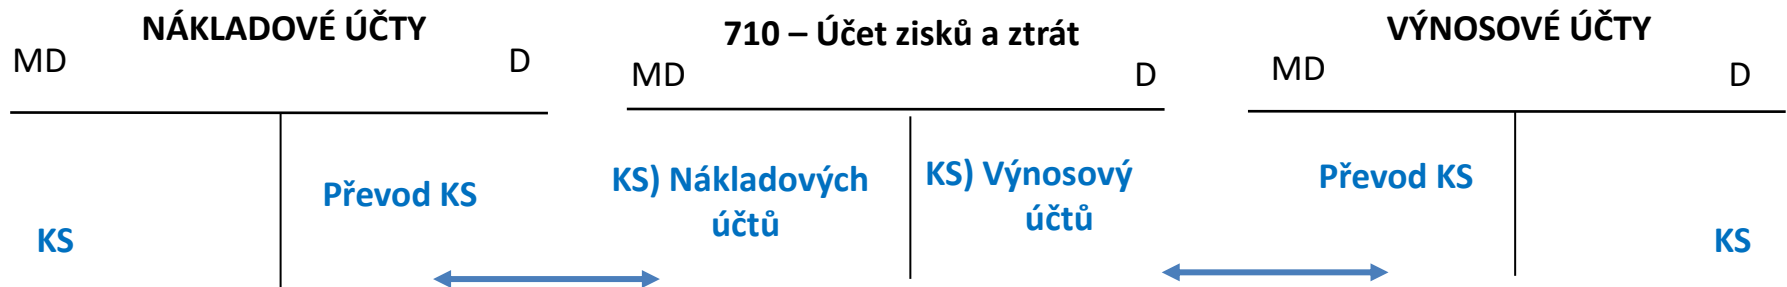 NÁKLADOVÉ ÚČTY
MD
D
KS
Převod KS
710 – Účet zisků a ztrát
MD
D
KS) Nákladových
účtů
KS) Výnosový
účtů
VÝNOSOVÉ ÚČTY
MD
D
Převod KS
KS